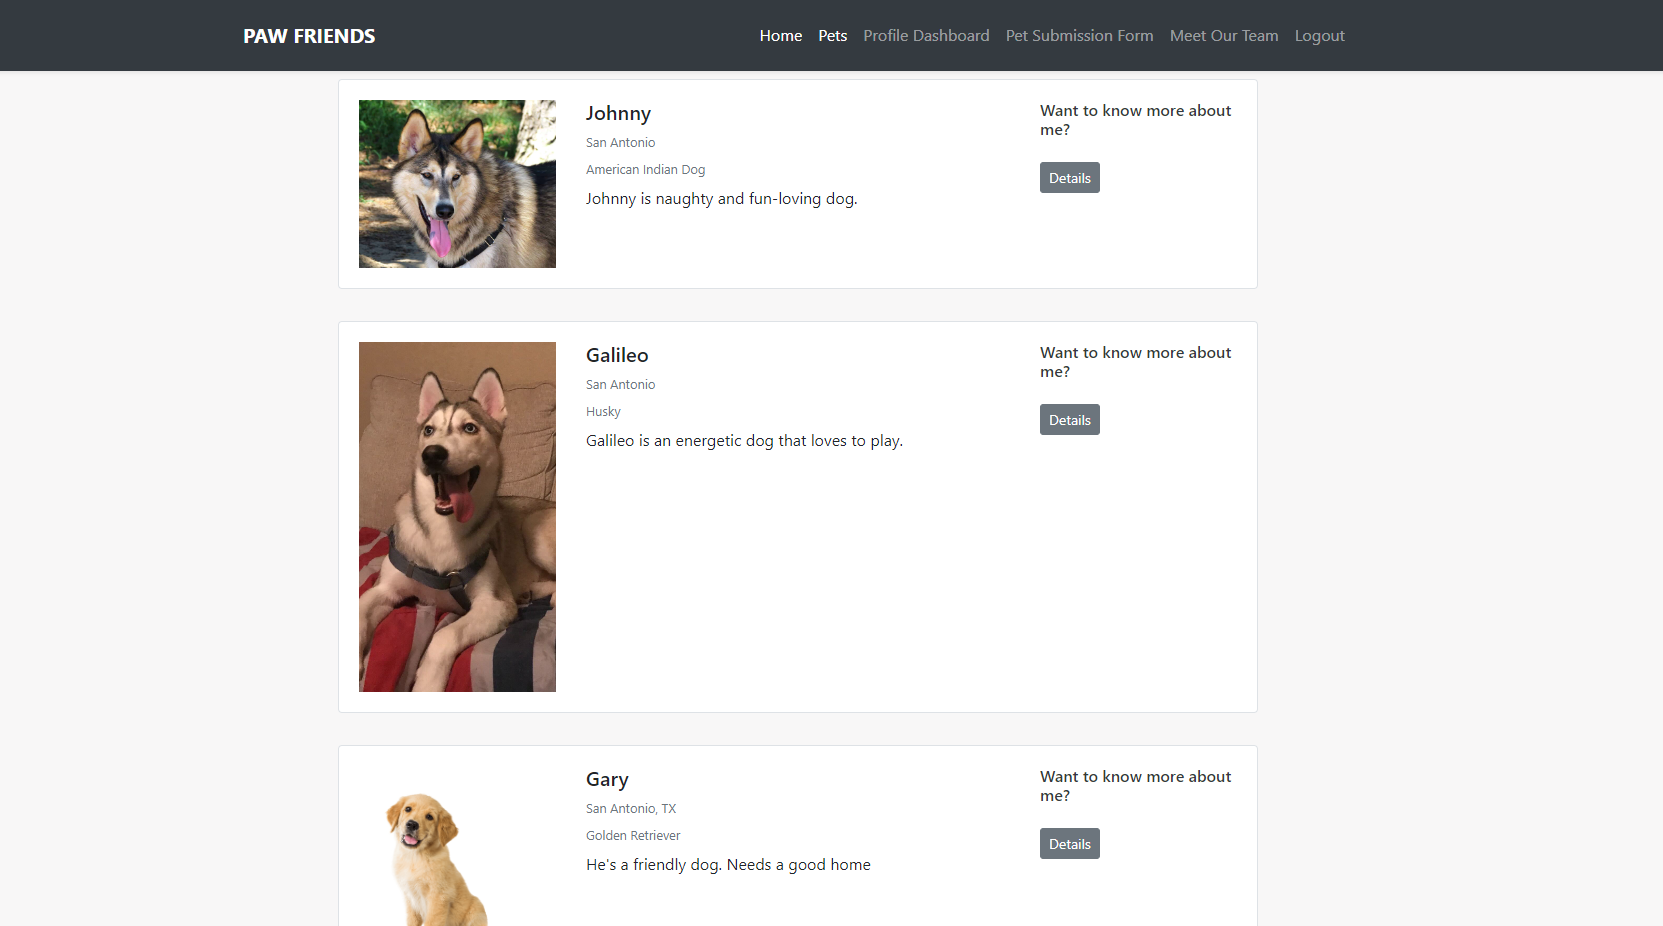 PAW FRIENDS
Home Pets Profile Dashboard Pet Submission Form Meet Our Team Logout
Johnny
San Antonio
American Indian Dog
Johnny is naughty and fun-loving dog.
Want to know more about
me?
Details
Galileo
San Antonio
Husky
Galileo is an energetic dog that loves to play.
Want to know more about
me?
Details
Gary
San Antonio, TX
Golden Retriever
He's a friendly dog. Needs a good home
Want to know more about
me?
Details